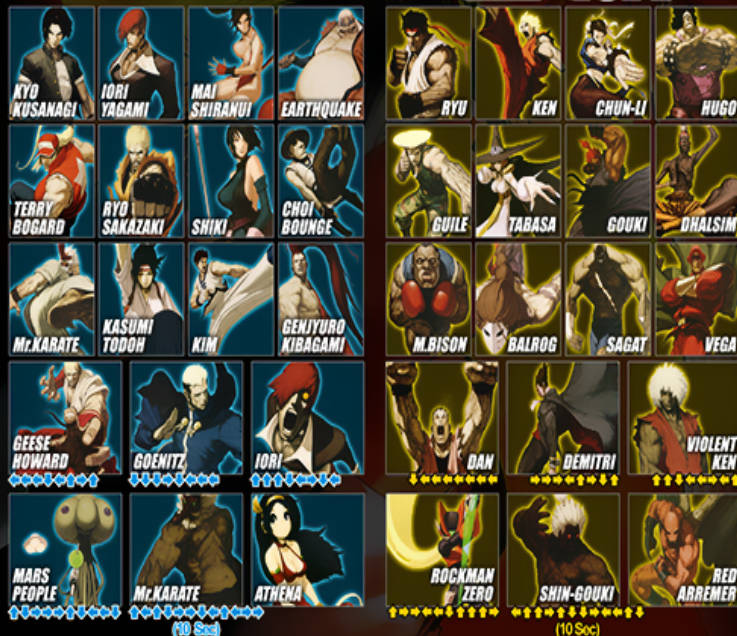 KYO
KUSANAGI
IORI
YAGAMI
MAI
SHIRANUI
EARTHQUAKE
RYU
KEN
CHUN-LI
HUGO
TERRY
BOGARD
RYO
SAKAZAKI
SHIKI
CHOI
BOUNGE
GUILE
TABASA
GOUKI
DHALSIM
Mr.KARATE
KASUMI
TODOH
KIM
GENJYURO
KIBAGAMI
M.BISON
BALROG
SAGAT
VEGA
GEESE
HOWARD
GOENITZ
IORI
DAN
DEMITRI
VIOLENT
KEN
MARS
PEOPLE
Mr.KARATE
ATHENA
ROCKMAN
ZERO
SHIN-GOUKI
RED
ARREMER
(10 Sec)
(10 Sec)